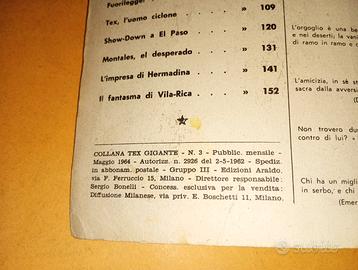 Fuorilegge!
Tex, l'uomo ciclone . . . » 109
Show-Down a El Paso . . . » 120
Montales, el desperado . . . » 131
L'impresa di Hermadina . . . » 141
Il fantasma di Vila-Rica . . . » 152
COLLANA TEX GIGANTE - N. 3 - Pubblic. mensile -
Maggio 1964 - Autorizz. n. 2926 del 2-5-1962 - Spediz.
in abbonam. postale - Gruppo III - Edizioni Araldo,
via F. Ferruccio 15, Milano - Direttore responsabile:
Sergio Bonelli - Concess. esclusiva per la vendita:
Diffusione Milanese, via priv. E. Boschetti 11, Milano.
L'orgoglio è una be
e nei deserti; la vani
di ramo in ramo e c
L'amicizia, in sé st
sacra dalla avversi
Non trovero du
contro di lui? -
Chi ha un migl
in serbo, e chi
(Emer
subito